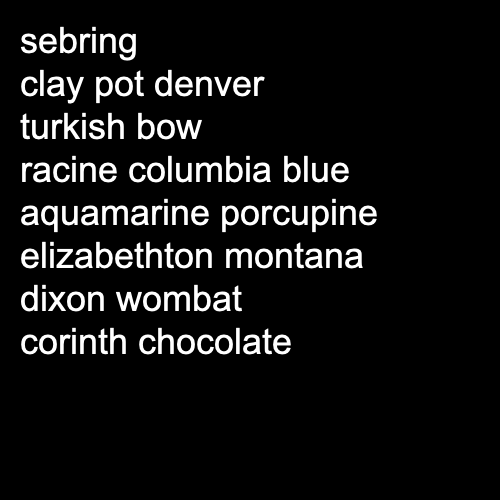 sebring
clay pot denver
turkish bow
racine columbia blue
aquamarine porcupine
elizabethton montana
dixon wombat
corinth chocolate